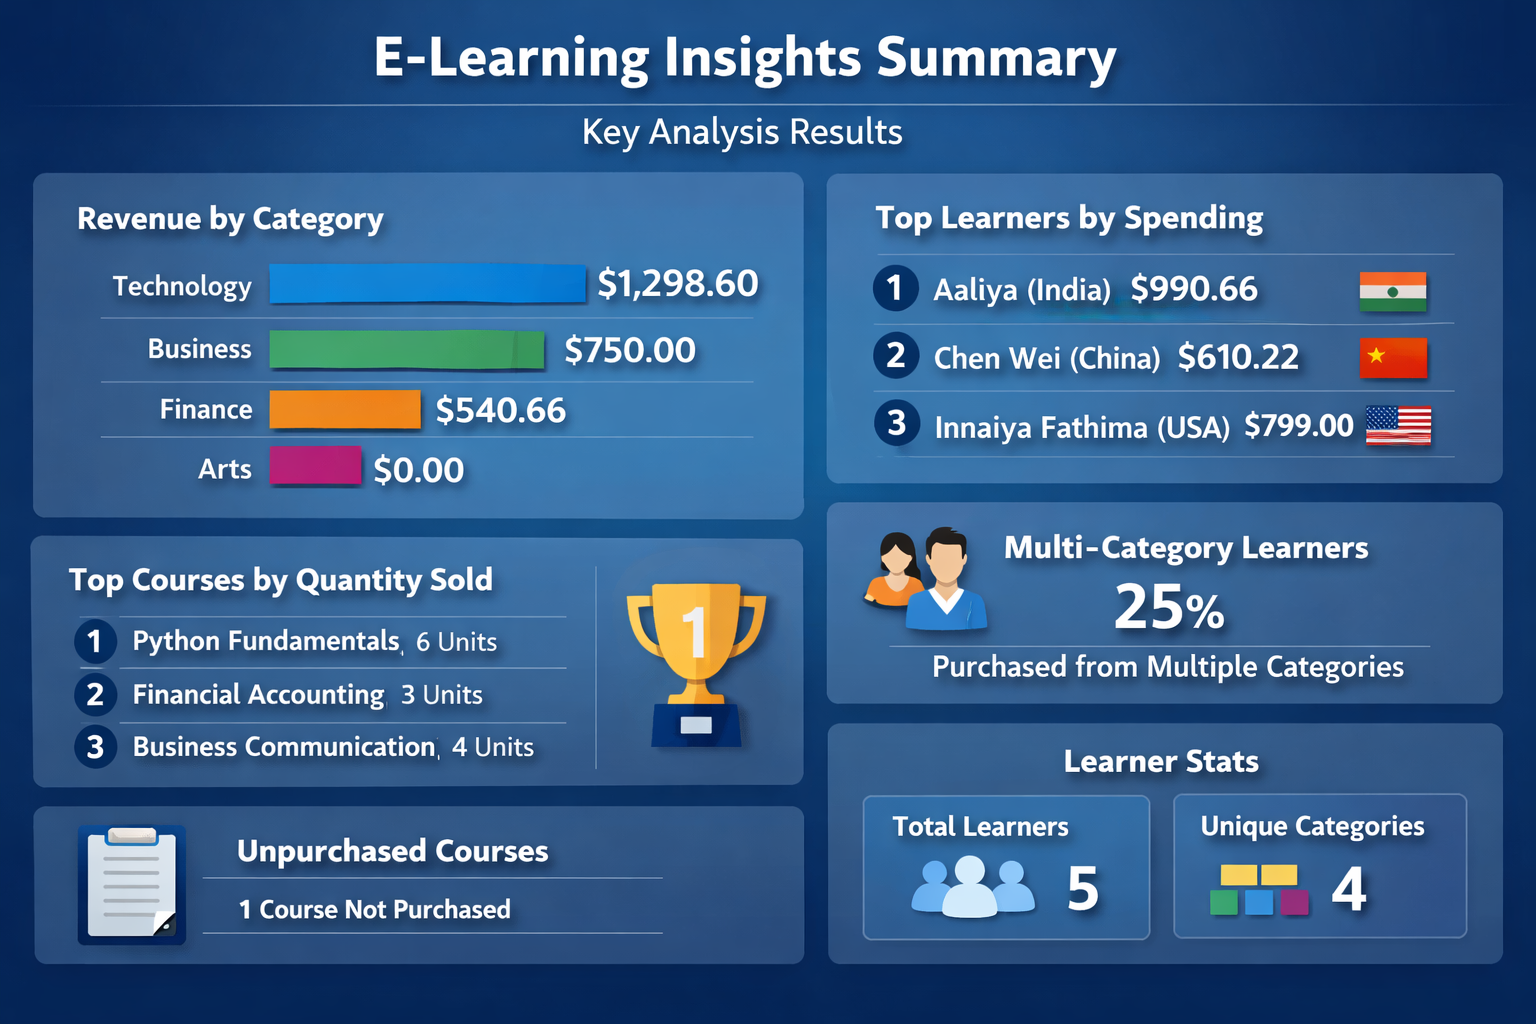 E-Learning Insights Summary
Key Analysis Results
Revenue by Category
Technology $1,298.60
Business $750.00
Finance $540.66
Arts $0.00
Top Learners by Spending
1 Aaliya (India) $990.66
2 Chen Wei (China) $610.22
3 Innaiya Fathima (USA) $799.00
Top Courses by Quantity Sold
1 Python Fundamentals, 6 Units
2 Financial Accounting, 3 Units
3 Business Communication, 4 Units
1
Multi-Category Learners
25%
Purchased from Multiple Categories
Unpurchased Courses
1 Course Not Purchased
Learner Stats
Total Learners
5
Unique Categories
4